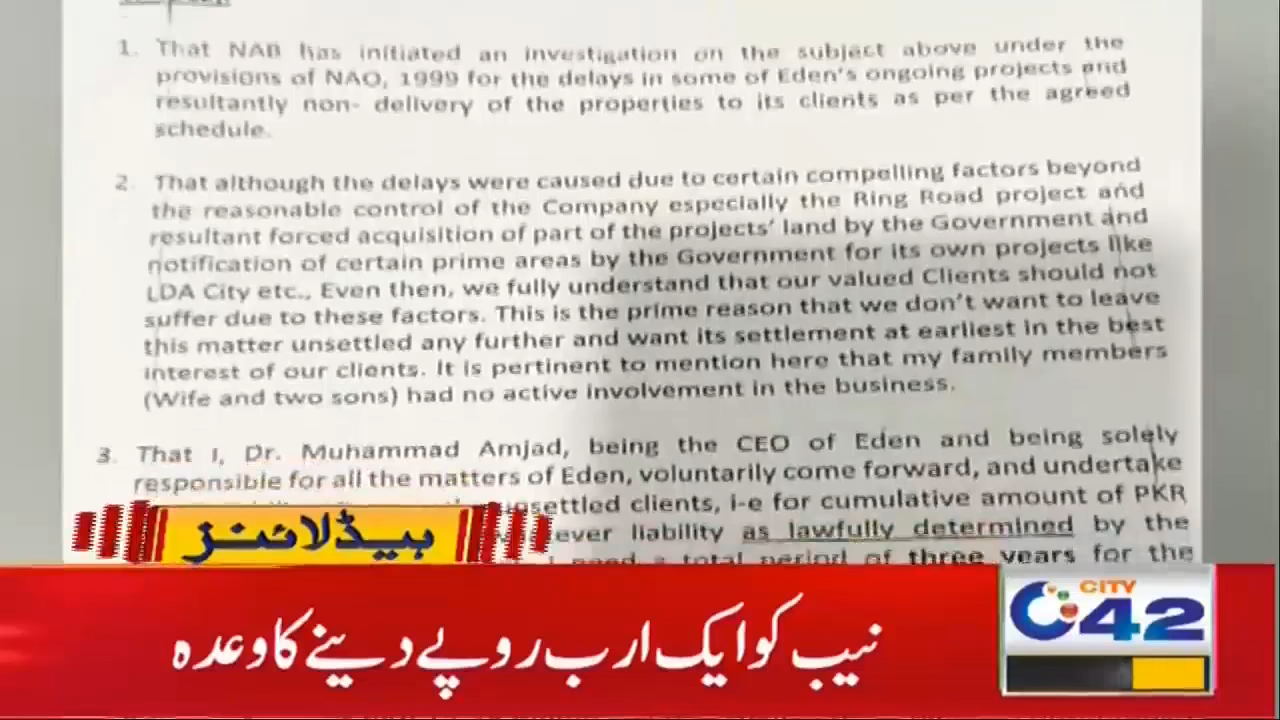 1. That NAB has initiated an investigation on the subject above under the
provisions of NAO, 1999 for the delays in some of Eden's ongoing projects and
resultantly non- delivery of the properties to its clients as per the agreed
schedule.
2. That although the delays were caused due to certain compelling factors beyond
the reasonable control of the Company especially the Ring Road project and
resultant forced acquisition of part of the projects' land by the Government and
notification of certain prime areas by the Government for its own projects like
LDA City etc., Even then, we fully understand that our valued Clients should not
suffer due to these factors. This is the prime reason that we don't want to leave
this matter unsettled any further and want its settlement at earliest in the best
interest of our clients. It is pertinent to mention here that my family members
(Wife and two sons) had no active involvement in the business.
3. That I, Dr. Muhammad Amjad, being the CEO of Eden and being solely
responsible for all the matters of Eden, voluntarily come forward, and undertake
unsettled clients, i-e for cumulative amount of PKR
liability as lawfully determined by the
a total period of three years for the
ہیڈلائنز
نیب کو ایک ارب روپے دینے کا وعدہ
CITY
42